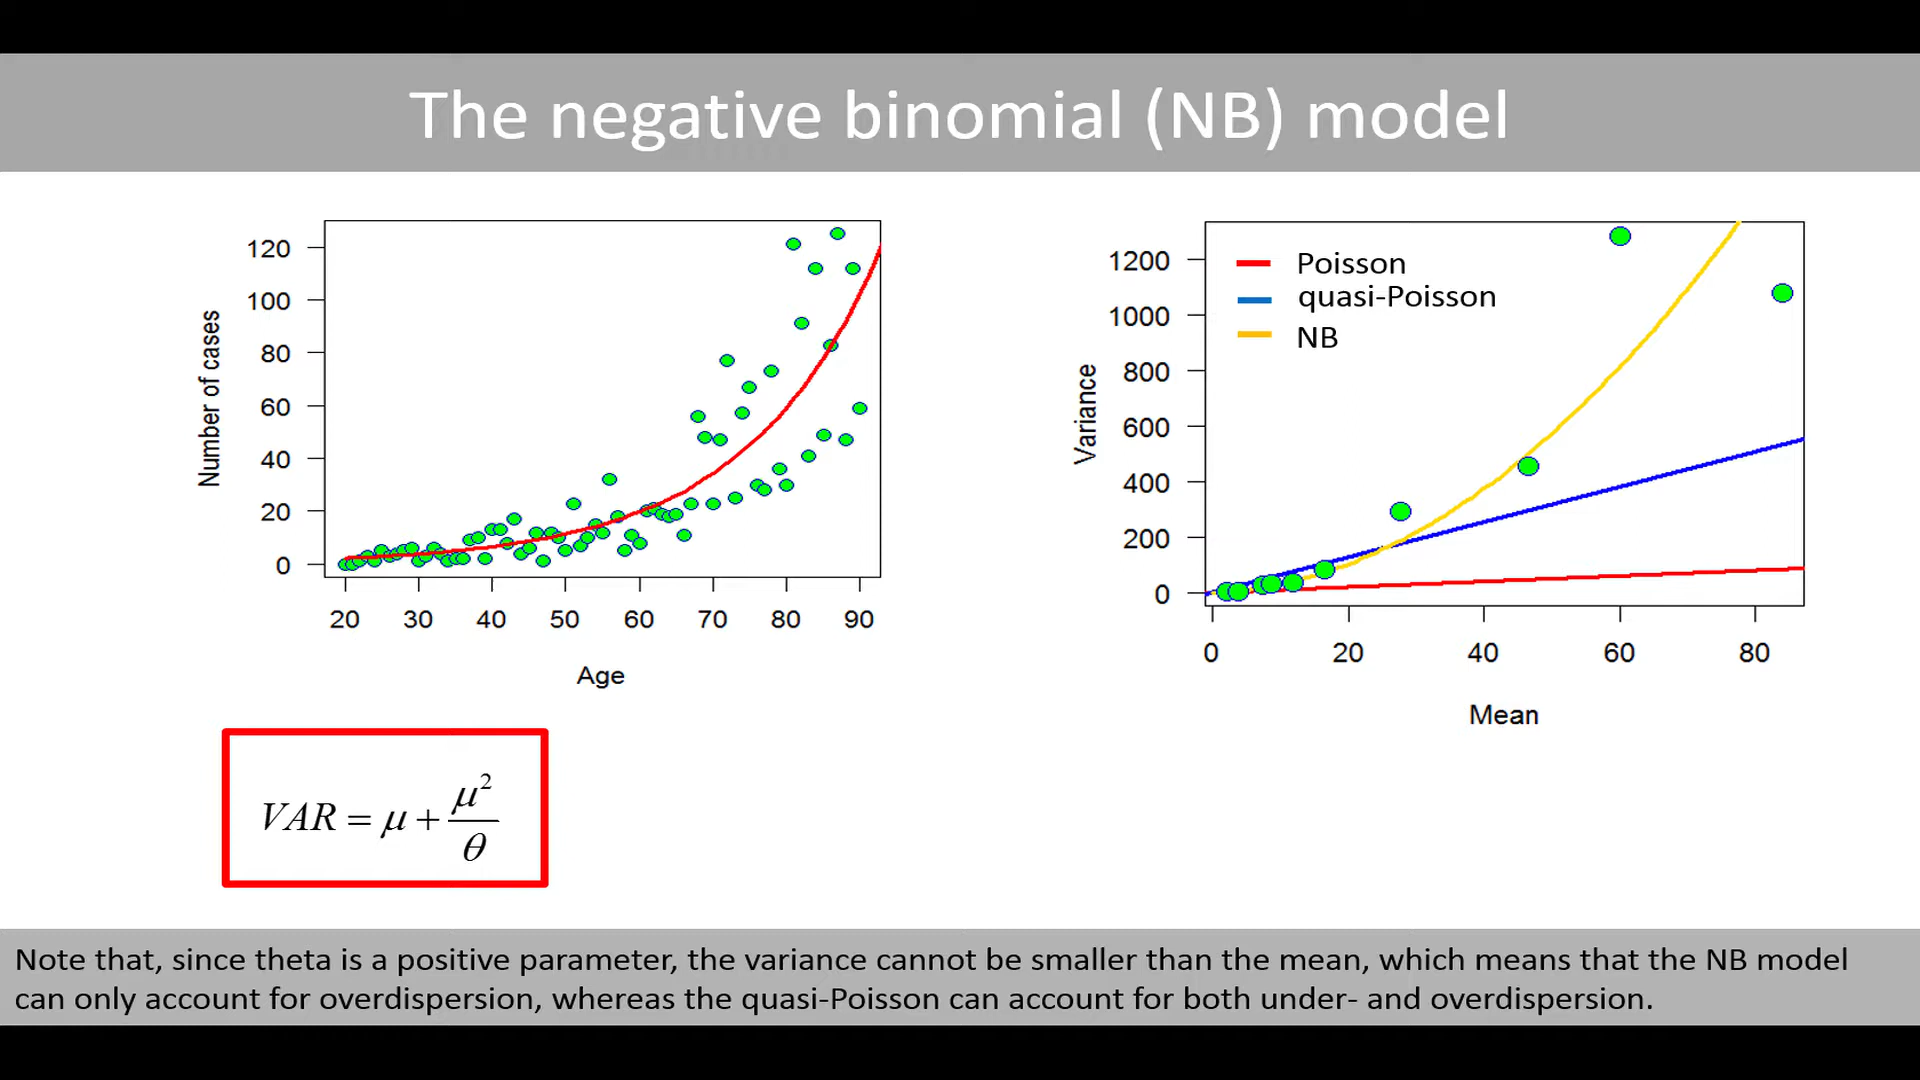 The negative binomial (NB) model
120
100
80
60
40
20
0
Number of cases
20 30 40 50 60 70 80 90
Age
1200
1000
800
600
400
200
0
Variance
Poisson
quasi-Poisson
NB
0 20 40 60 80
Mean
VAR = μ + μ² / θ
Note that, since theta is a positive parameter, the variance cannot be smaller than the mean, which means that the NB model
can only account for overdispersion, whereas the quasi-Poisson can account for both under- and overdispersion.